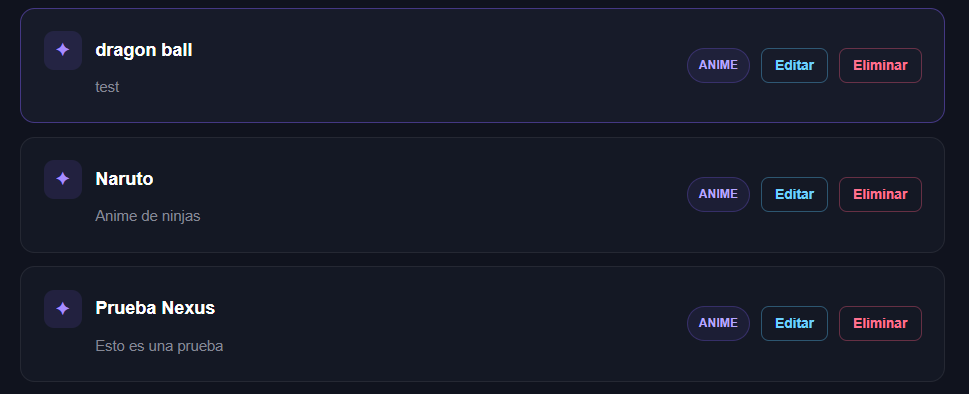 dragon ball
test
ANIME Editar Eliminar
Naruto
Anime de ninjas
ANIME Editar Eliminar
Prueba Nexus
Esto es una prueba
ANIME Editar Eliminar